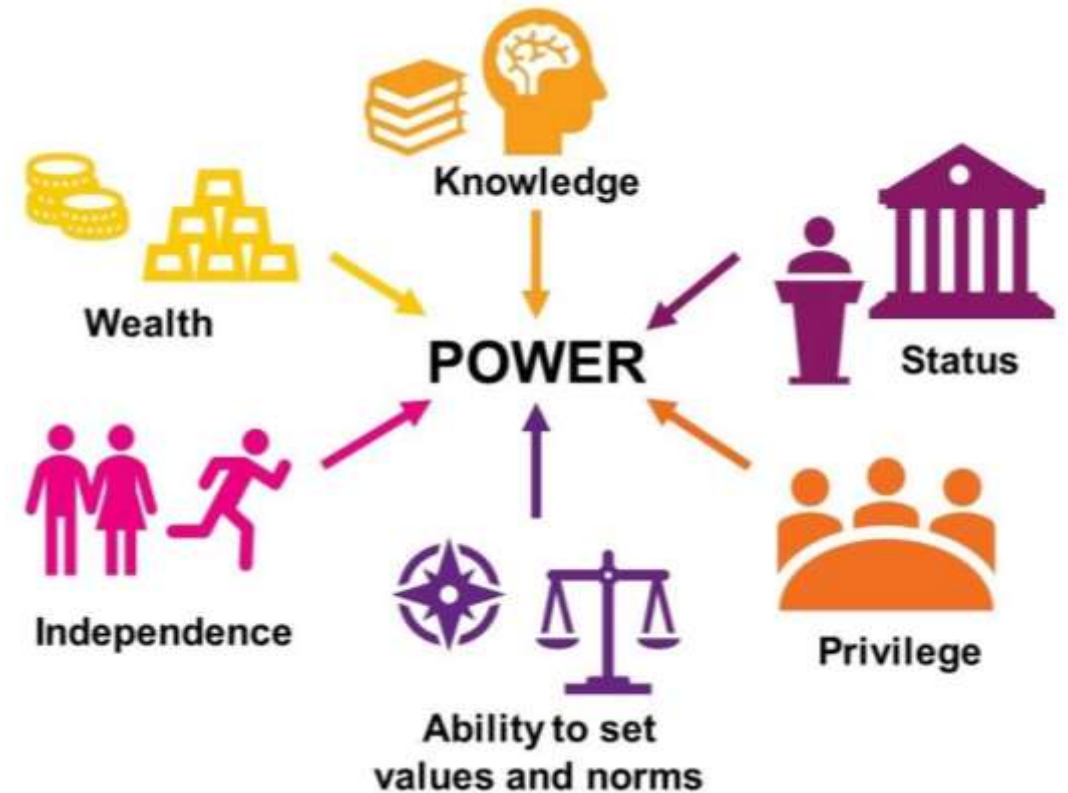 Knowledge
Wealth
Status
POWER
Independence
Privilege
Ability to set
values and norms